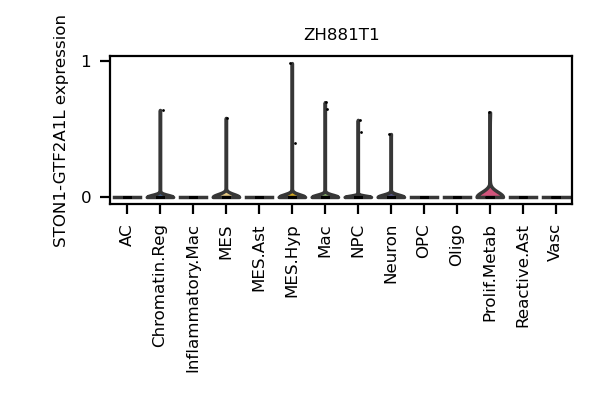 ZH881T1
STON1-GTF2A1L expression
1
0
AC
Chromatin.Reg
Inflammatory.Mac
MES
MES.Ast
MES.Hyp
Mac
NPC
Neuron
OPC
Oligo
Prolif.Metab
Reactive.Ast
Vasc